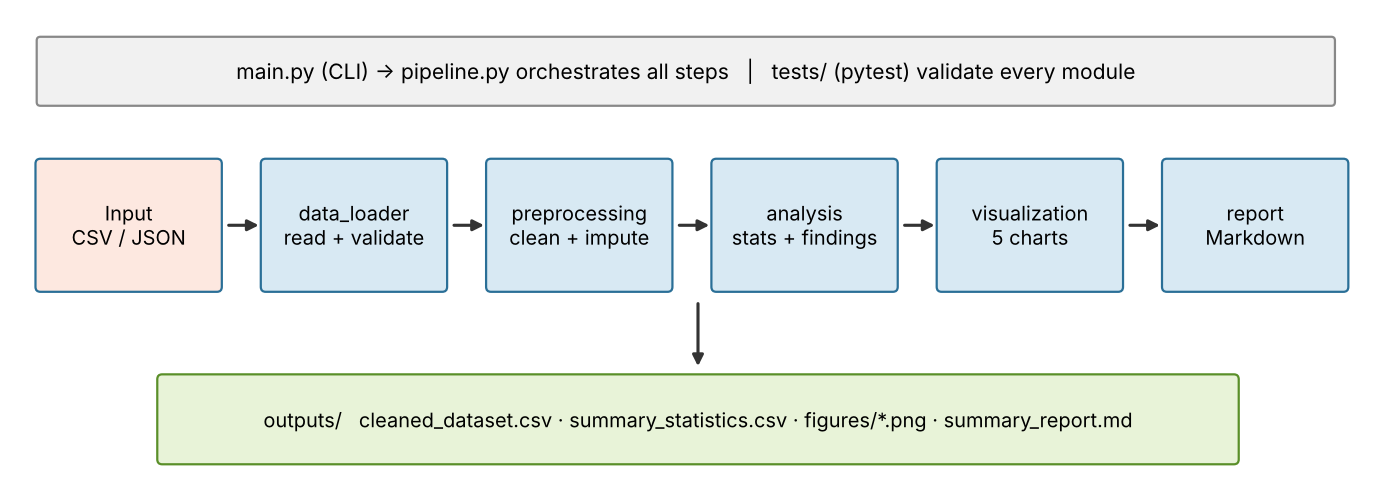 main.py (CLI) → pipeline.py orchestrates all steps | tests/ (pytest) validate every module
Input
CSV / JSON
data_loader
read + validate
preprocessing
clean + impute
analysis
stats + findings
visualization
5 charts
report
Markdown
outputs/ cleaned_dataset.csv · summary_statistics.csv · figures/*.png · summary_report.md